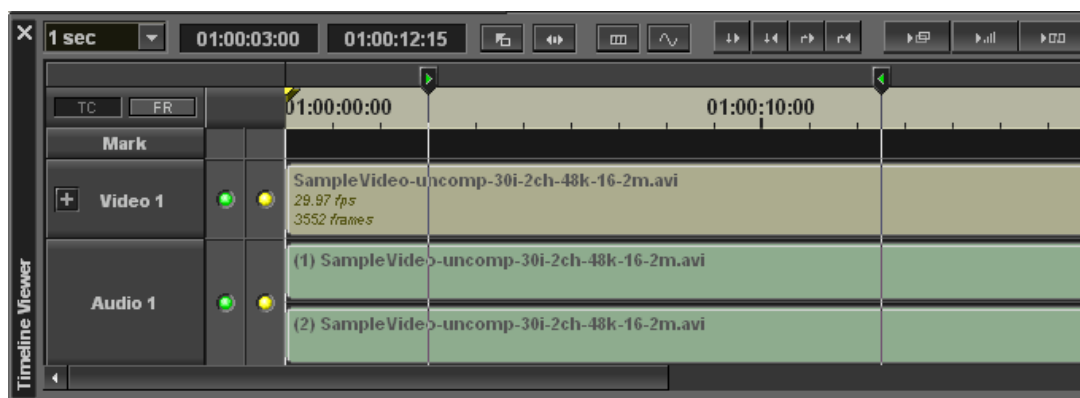 1 sec
01:00:03:00
01:00:12:15
TC
FR
01:00:00:00
01:00:10:00
Mark
Video 1
SampleVideo-uncomp-30i-2ch-48k-16-2m.avi
29.97 fps
3552 frames
Audio 1
(1) SampleVideo-uncomp-30i-2ch-48k-16-2m.avi
(2) SampleVideo-uncomp-30i-2ch-48k-16-2m.avi
Timeline Viewer